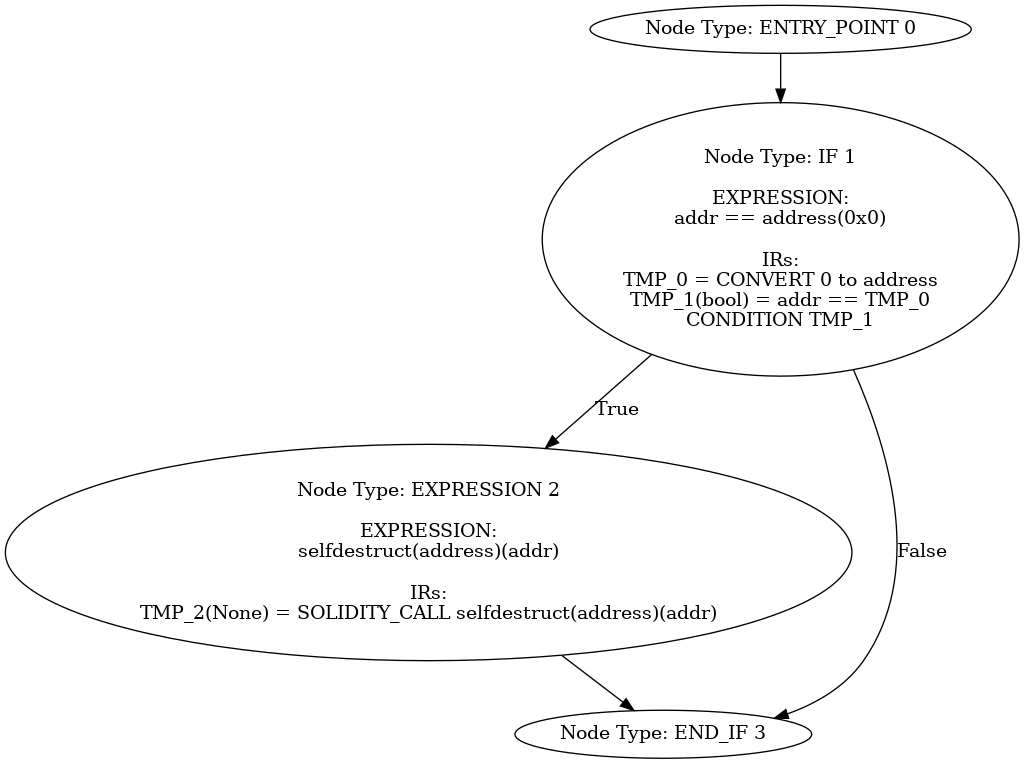 Node Type: ENTRY_POINT 0
Node Type: IF 1
EXPRESSION:
addr == address(0x0)
IRs:
TMP_0 = CONVERT 0 to address
TMP_1(bool) = addr == TMP_0
CONDITION TMP_1
True
Node Type: EXPRESSION 2
EXPRESSION:
selfdestruct(address)(addr)
IRs:
TMP_2(None) = SOLIDITY_CALL selfdestruct(address)(addr)
False
Node Type: END_IF 3